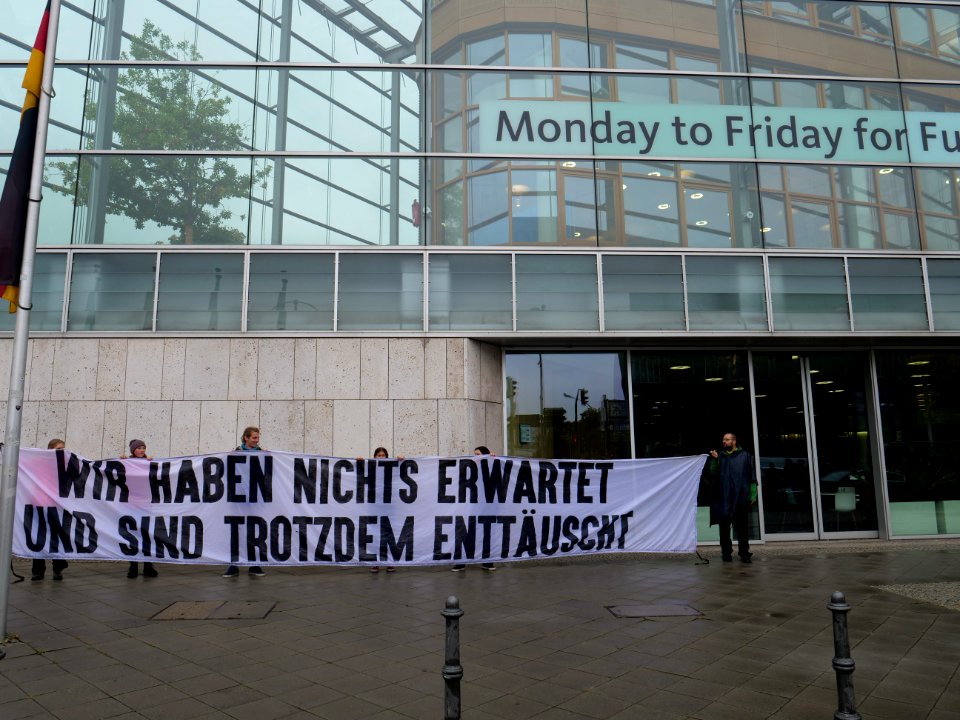 Monday to Friday for Fu
WIR HABEN NICHTS ERWARTET
UND SIND TROTZDEM ENTTÄUSCHT